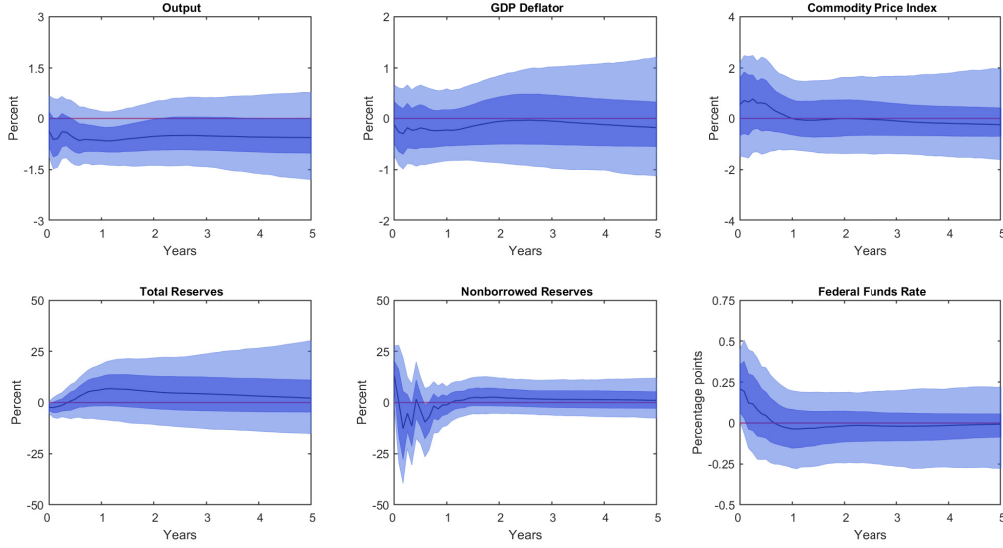 Output
Percent
3
1.5
0
-1.5
-3
0 1 2 3 4 5
Years
GDP Deflator
Percent
2
1
0
-1
-2
0 1 2 3 4 5
Years
Commodity Price Index
Percent
4
2
0
-2
-4
0 1 2 3 4 5
Years
Total Reserves
Percent
50
25
0
-25
-50
0 1 2 3 4 5
Years
Nonborrowed Reserves
Percent
50
25
0
-25
-50
0 1 2 3 4 5
Years
Federal Funds Rate
Percentage points
0.75
0.5
0.25
0
-0.25
-0.5
0 1 2 3 4 5
Years